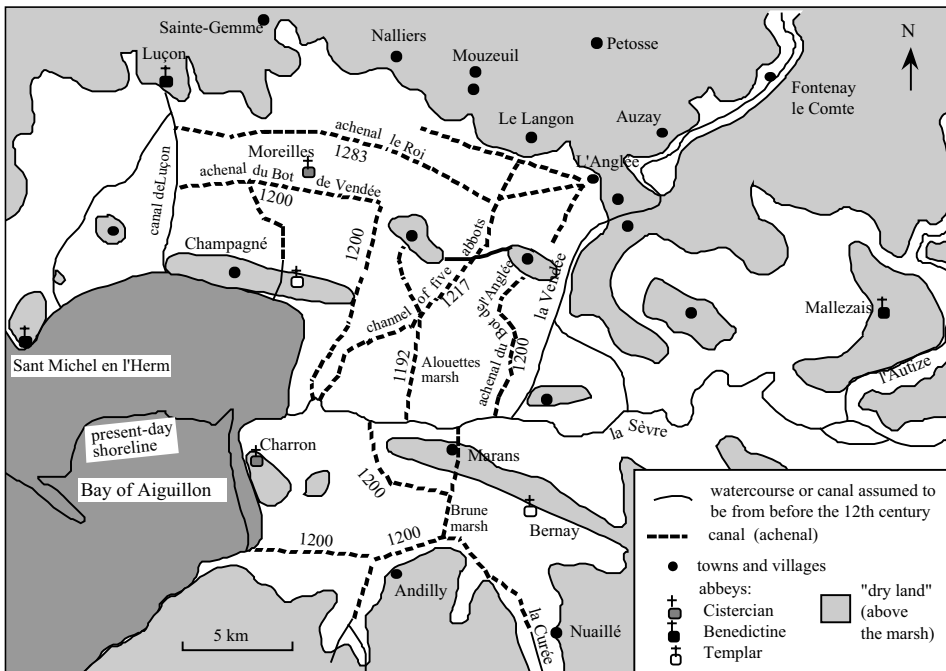 Sainte-Gemme
Nalliers
Petosse
N
Luçon
Mouzeuil
Fontenay
le Comte
Le Langon
Auzay
achenal le Roi
1283
L'Anglée
Moreilles
achenal du Bot de Vendée
1200
canal deLuçon
1200
Champagné
channel of five abbots
1217
achenal du Bot de l'Anglée
1200
la Vendée
Mallezais
Sant Michel en l'Herm
1192
Alouettes
marsh
l'Autize
present-day
shoreline
la Sèvre
Charron
Marans
Bay of Aiguillon
1200
Brune
marsh
Bernay
1200
1200
Andilly
la Curée
Nuaillé
5 km
watercourse or canal assumed to
be from before the 12th century
canal (achenal)
towns and villages
abbeys:
Cistercian
Benedictine
Templar
"dry land"
(above
the marsh)